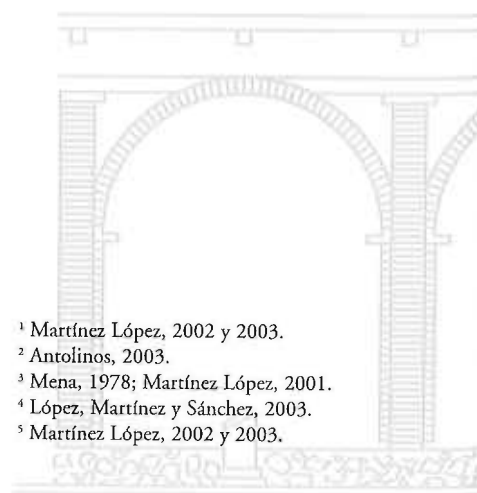 ¹ Martínez López, 2002 y 2003.
² Antolinos, 2003.
³ Mena, 1978; Martínez López, 2001.
⁴ López, Martínez y Sánchez, 2003.
⁵ Martínez López, 2002 y 2003.